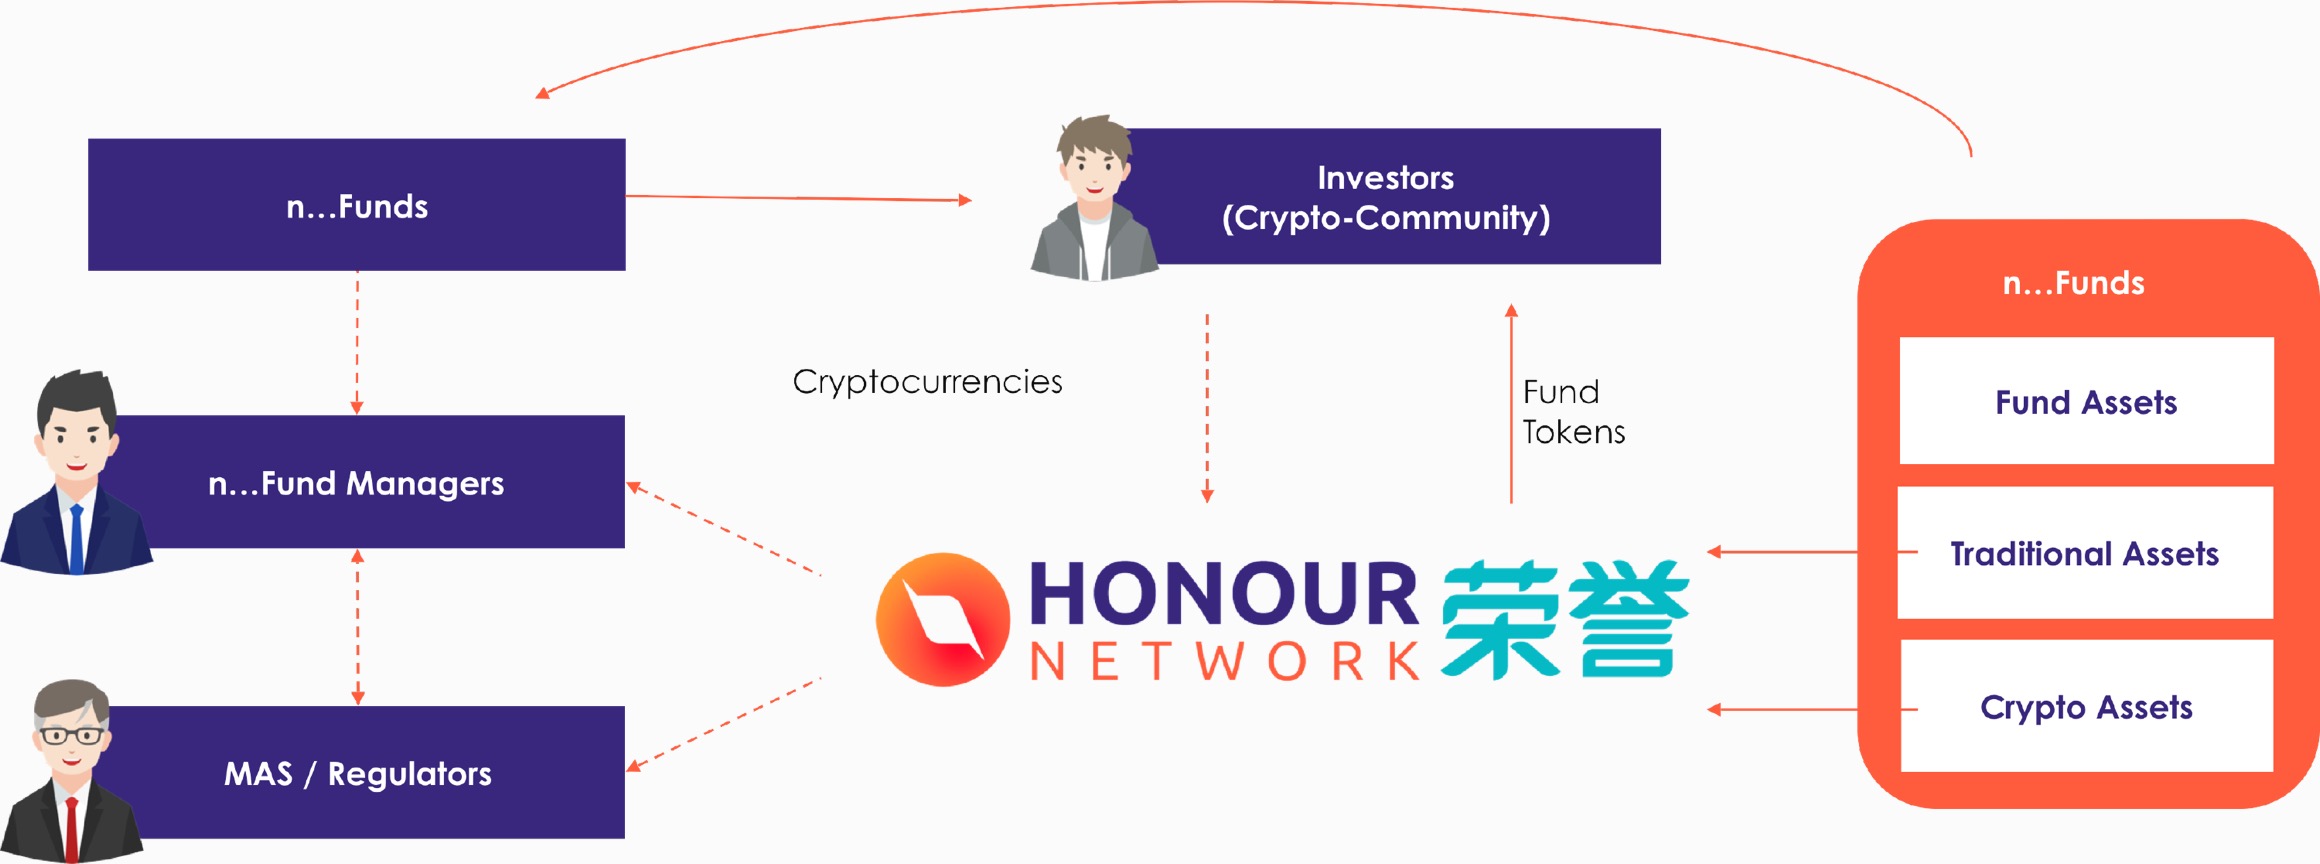 n...Funds
Investors
(Crypto-Community)
n...Funds
Fund Assets
Cryptocurrencies
Fund
Tokens
n...Fund Managers
Traditional Assets
HONOUR
NETWORK
荣誉
Crypto Assets
MAS / Regulators